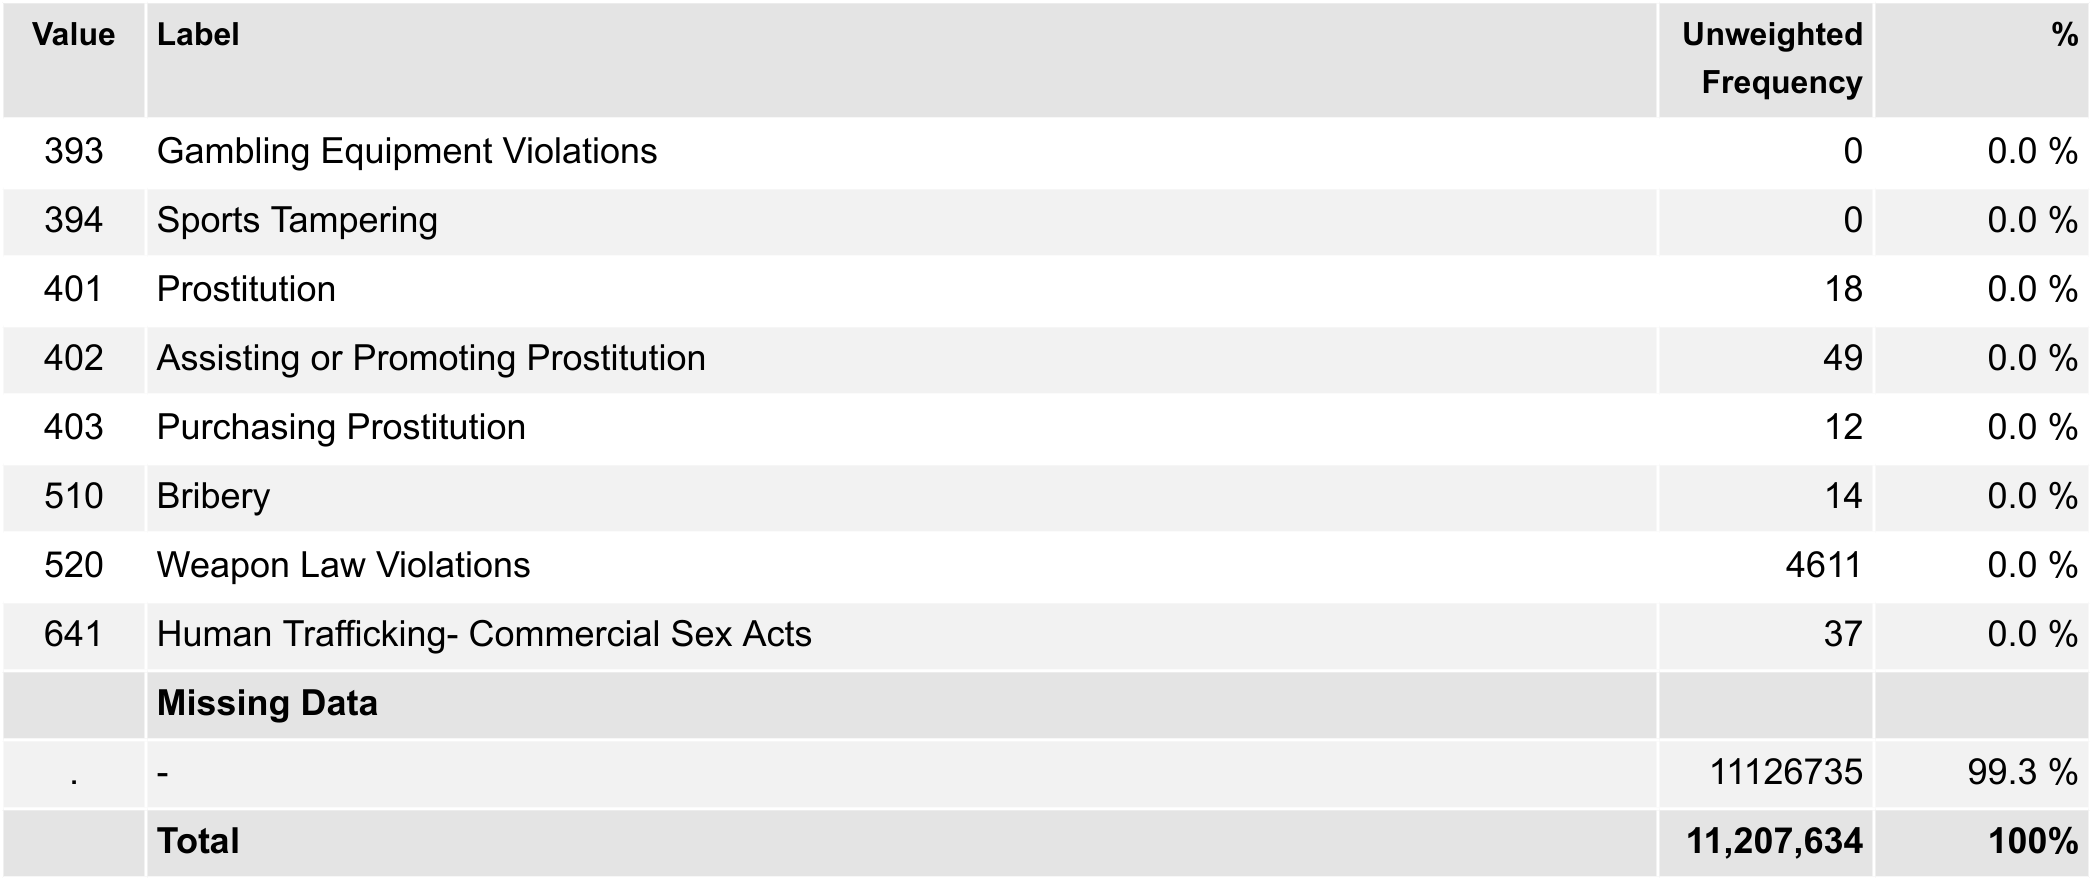 Value Label Unweighted Frequency %
393 Gambling Equipment Violations 0 0.0 %
394 Sports Tampering 0 0.0 %
401 Prostitution 18 0.0 %
402 Assisting or Promoting Prostitution 49 0.0 %
403 Purchasing Prostitution 12 0.0 %
510 Bribery 14 0.0 %
520 Weapon Law Violations 4611 0.0 %
641 Human Trafficking- Commercial Sex Acts 37 0.0 %
Missing Data
. - 11126735 99.3 %
Total 11,207,634 100%